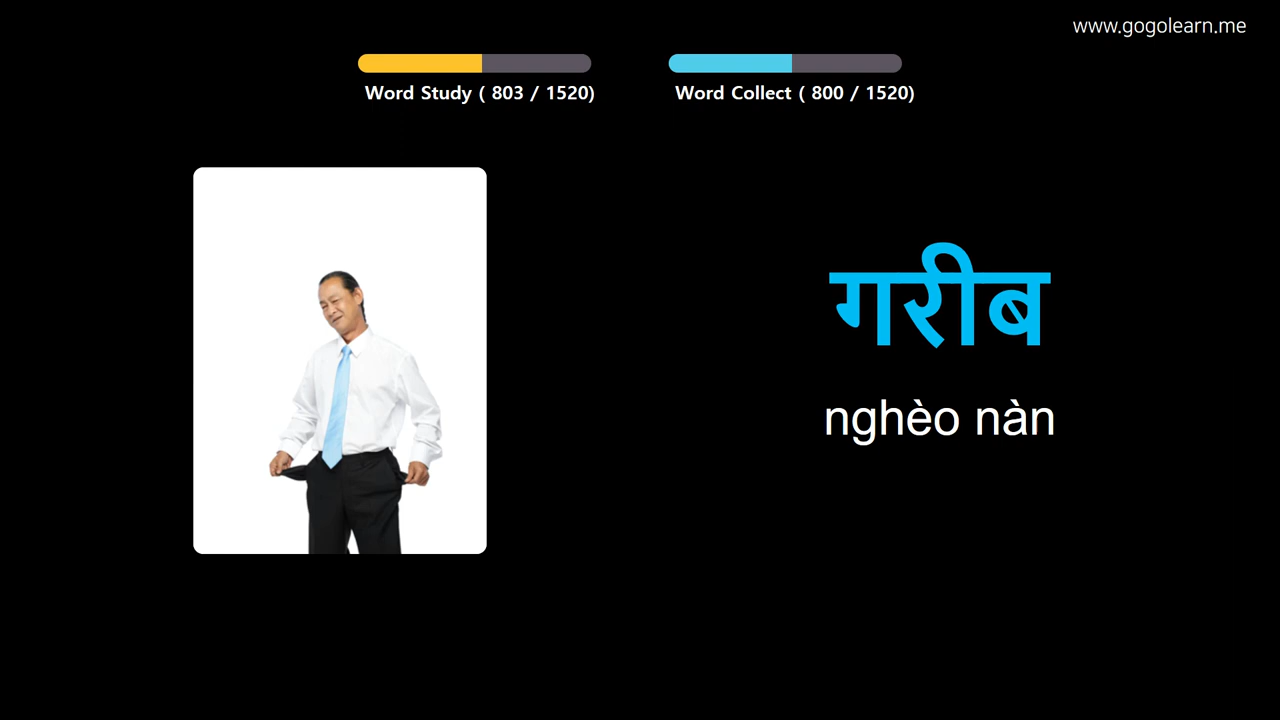 www.gogolearn.me
Word Study ( 803 / 1520)
Word Collect ( 800 / 1520)
गरीब
nghèo nàn